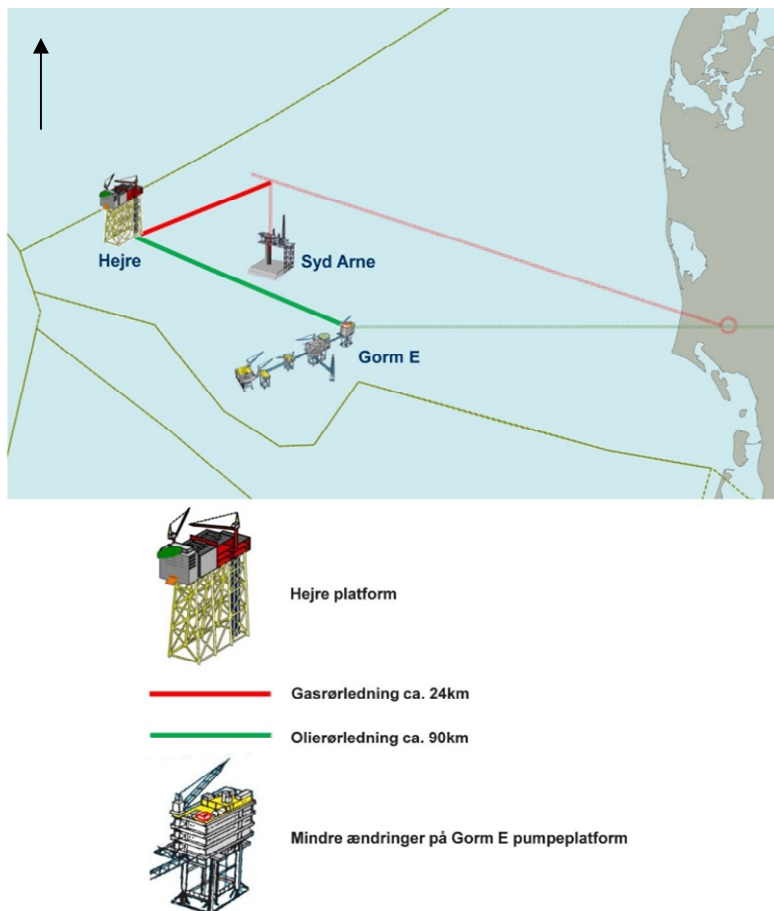 Hejre
Syd Arne
Gorm E
Hejre platform
Gasrørledning ca. 24km
Olierørledning ca. 90km
Mindre ændringer på Gorm E pumpeplatform